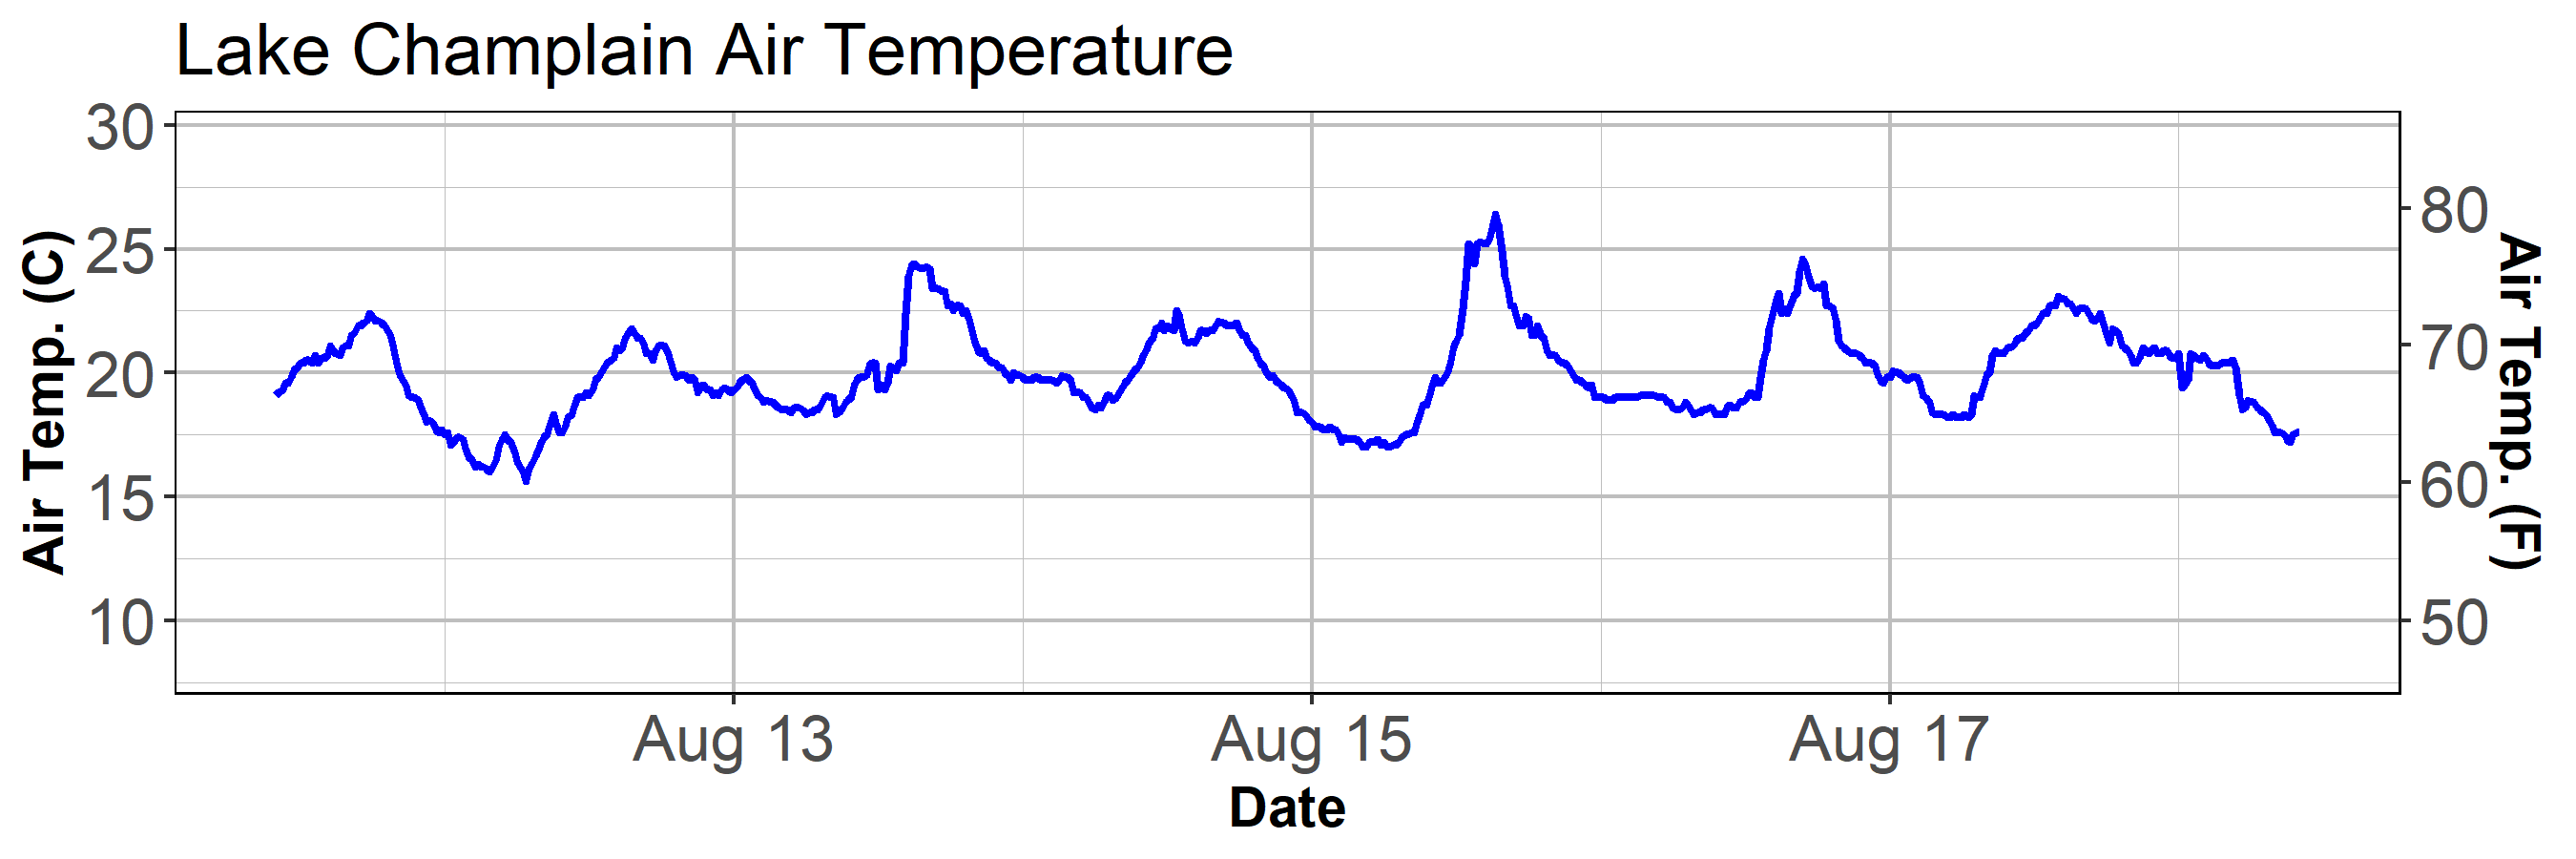 Lake Champlain Air Temperature
Air Temp. (C)
30
25
20
15
10
80
70
60
50
Air Temp. (F)
Aug 13
Aug 15
Aug 17
Date